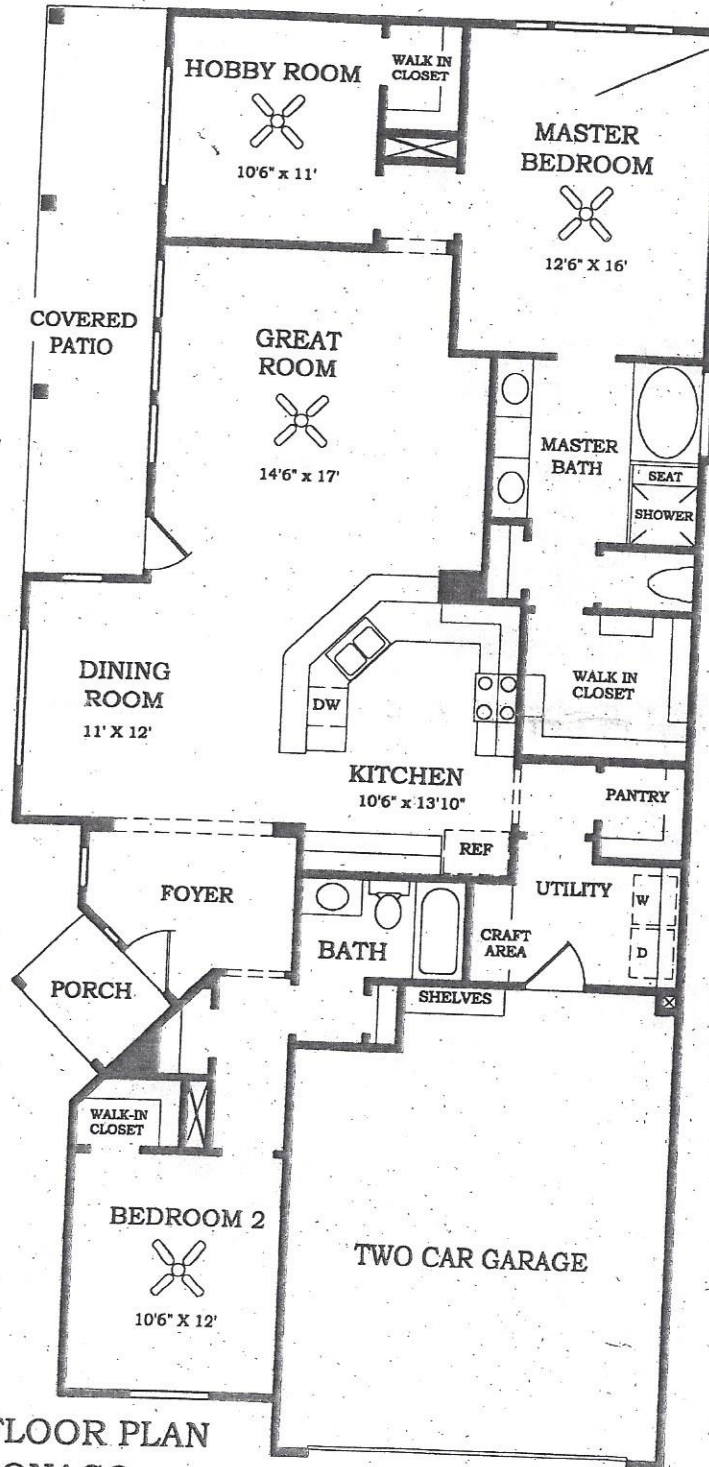 HOBBY ROOM
10'6" x 11'
WALK IN
CLOSET
MASTER
BEDROOM
12'6" X 16'
COVERED
PATIO
GREAT
ROOM
14'6" x 17'
MASTER
BATH
SEAT
SHOWER
DINING
ROOM
11' X 12'
DW
KITCHEN
10'6" x 13'10"
WALK IN
CLOSET
PANTRY
REF
FOYER
BATH
UTILITY
W
D
CRAFT
AREA
PORCH
SHELVES
WALK-IN
CLOSET
BEDROOM 2
10'6" X 12'
TWO CAR GARAGE
FLOOR PLAN